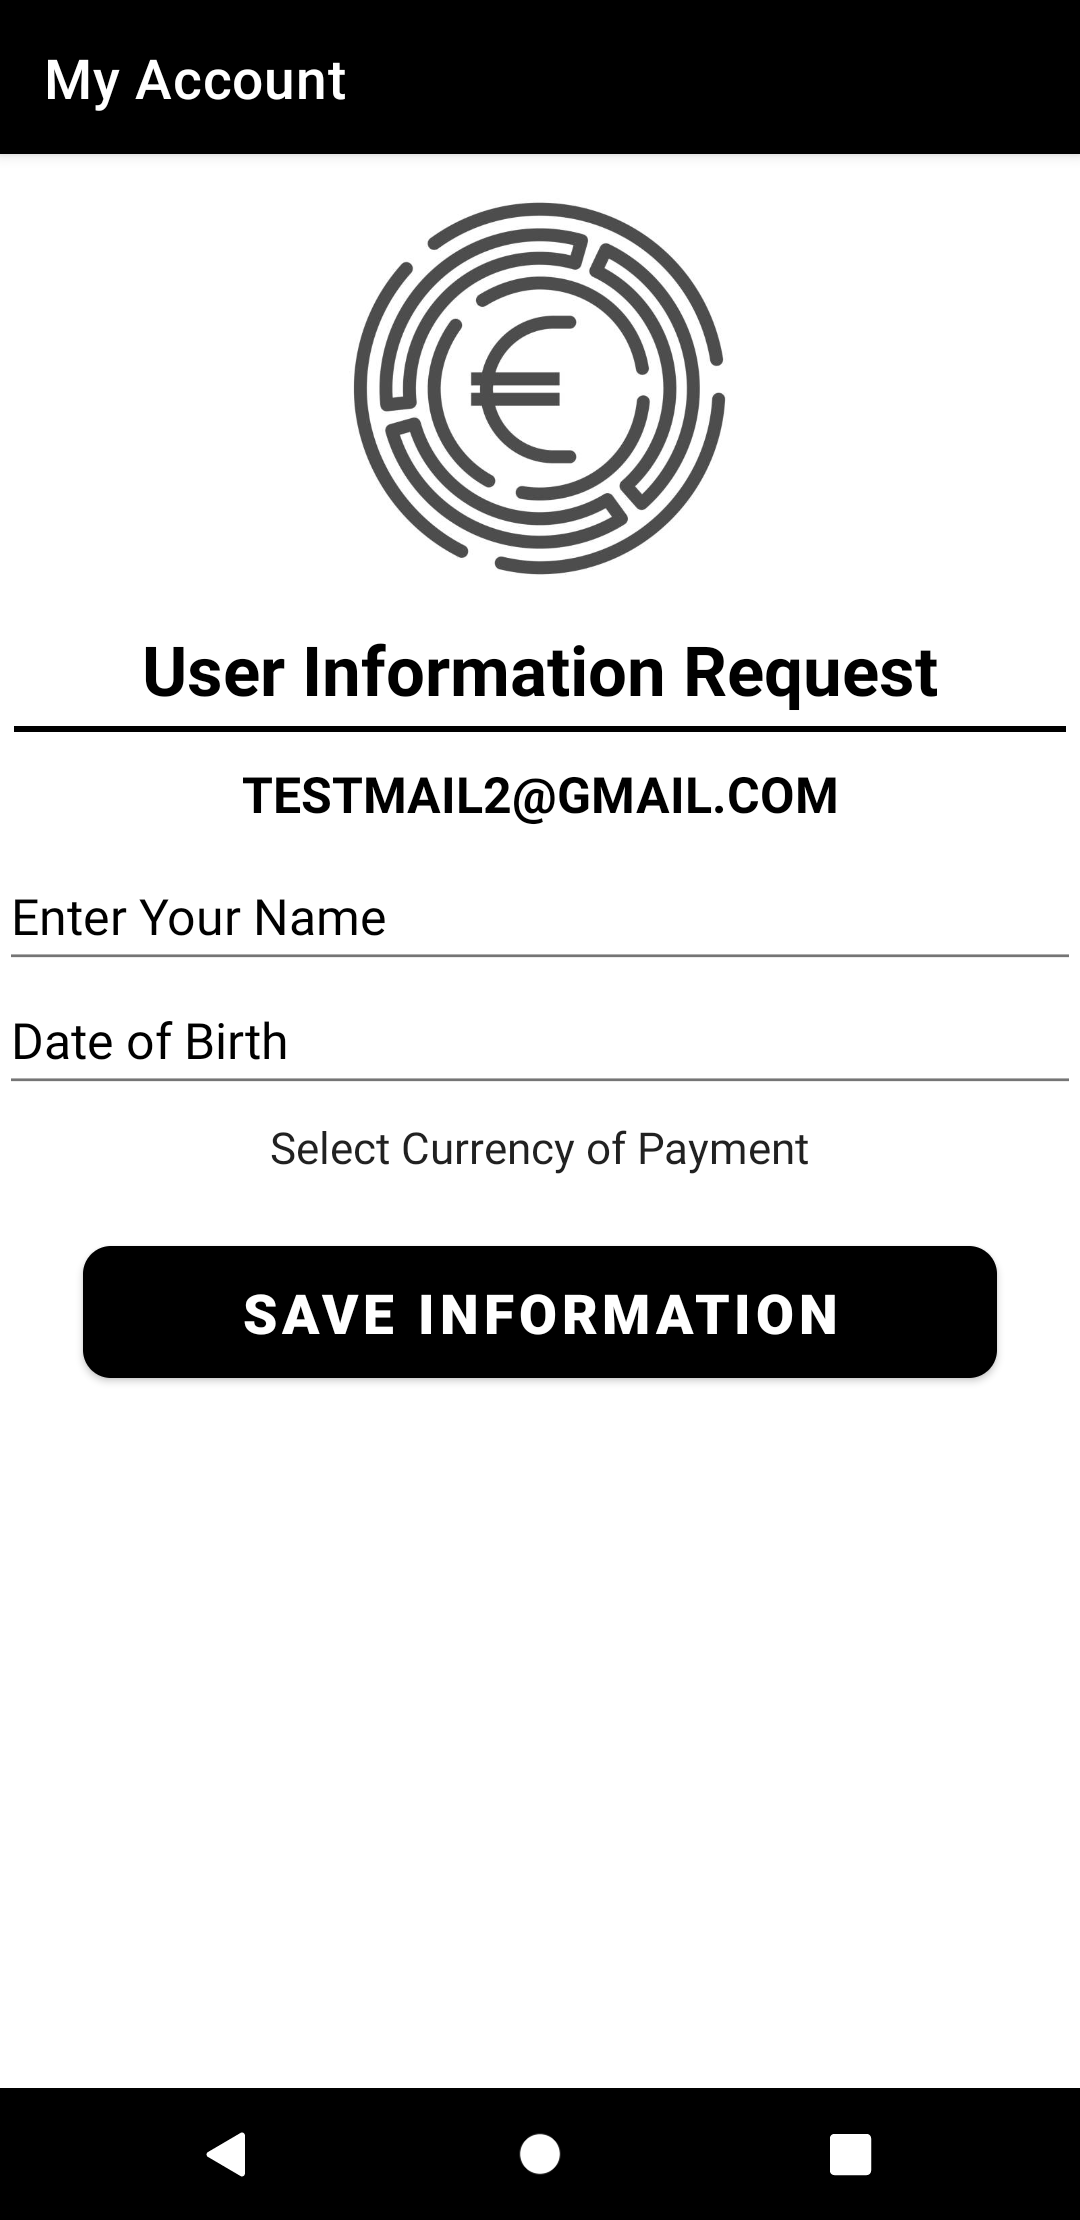 My Account
User Information Request
TESTMAIL2@GMAIL.COM
Enter Your Name
Date of Birth
Select Currency of Payment
SAVE INFORMATION